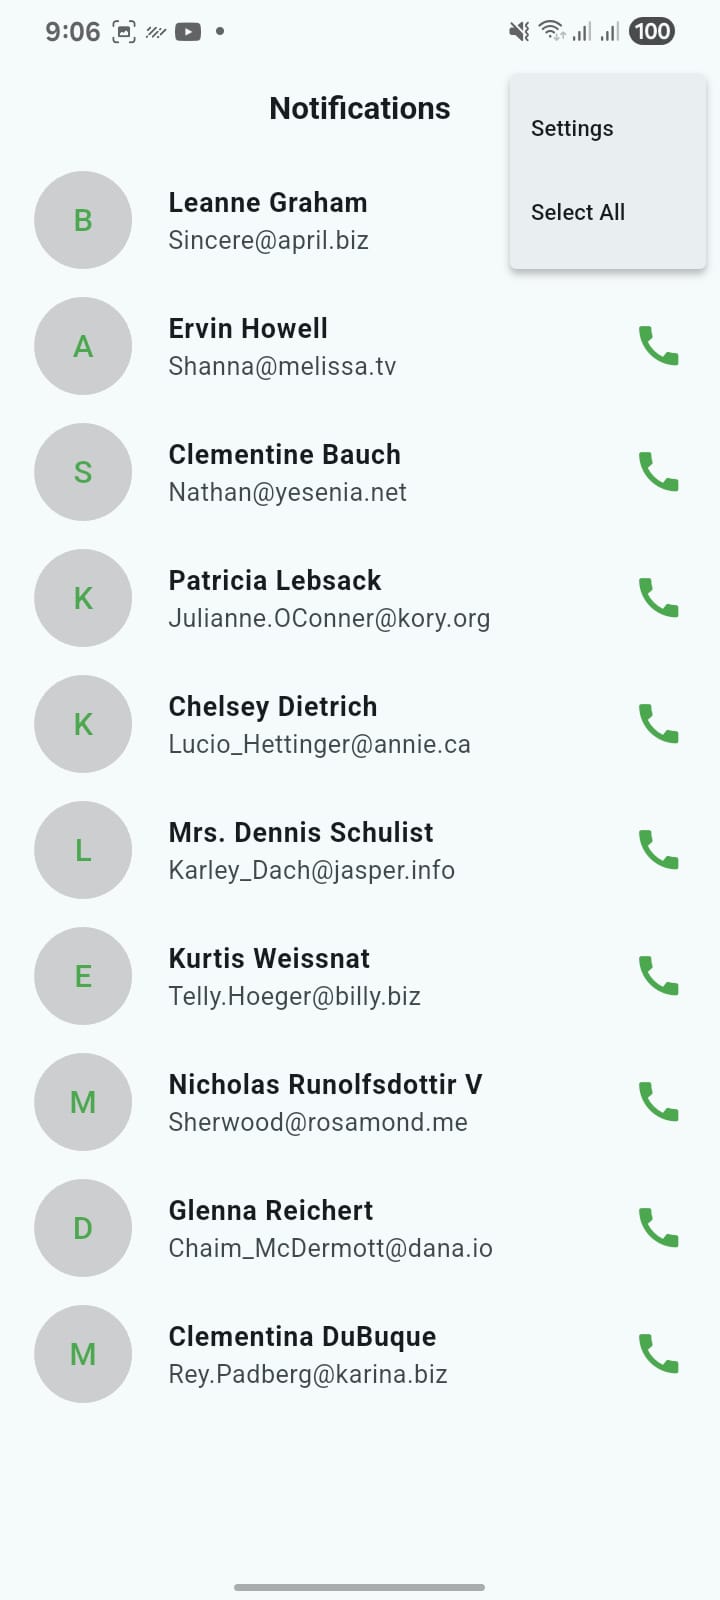 9:06
100
Notifications
Settings
Select All
B
Leanne Graham
Sincere@april.biz
A
Ervin Howell
Shanna@melissa.tv
S
Clementine Bauch
Nathan@yesenia.net
K
Patricia Lebsack
Julianne.OConner@kory.org
K
Chelsey Dietrich
Lucio_Hettinger@annie.ca
L
Mrs. Dennis Schulist
Karley_Dach@jasper.info
E
Kurtis Weissnat
Telly.Hoeger@billy.biz
M
Nicholas Runolfsdottir V
Sherwood@rosamond.me
D
Glenna Reichert
Chaim_McDermott@dana.io
M
Clementina DuBuque
Rey.Padberg@karina.biz